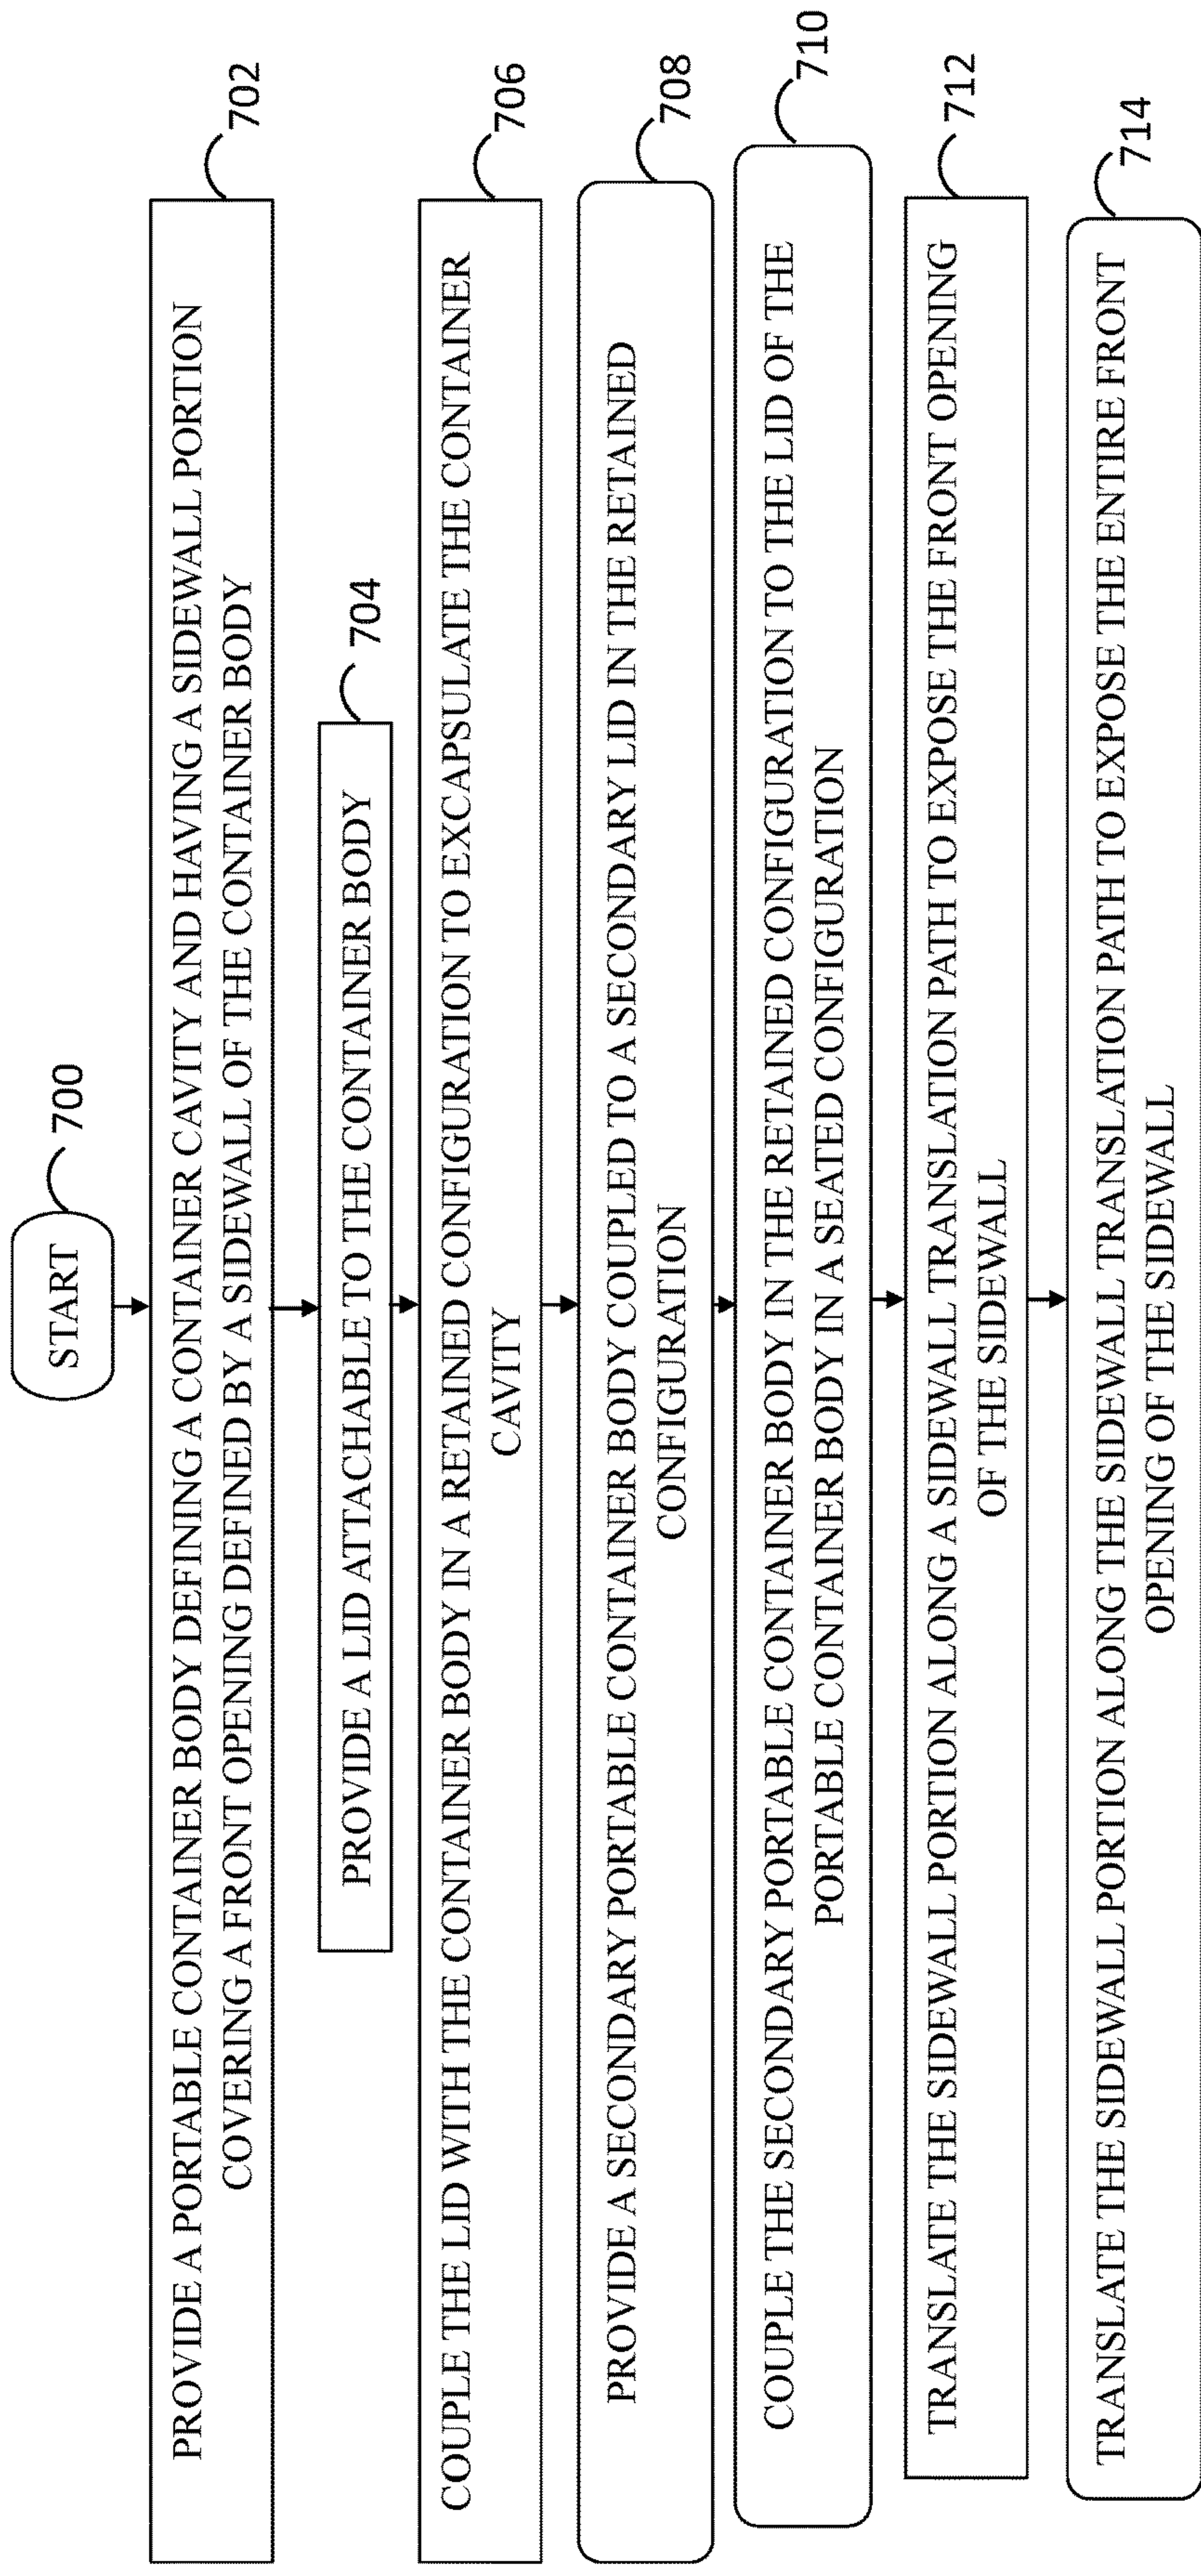 START
700
PROVIDE A PORTABLE CONTAINER BODY DEFINING A CONTAINER CAVITY AND HAVING A SIDEWALL PORTION
COVERING A FRONT OPENING DEFINED BY A SIDEWALL OF THE CONTAINER BODY
702
PROVIDE A LID ATTACHABLE TO THE CONTAINER BODY
704
COUPLE THE LID WITH THE CONTAINER BODY IN A RETAINED CONFIGURATION TO EXCAPSULATE THE CONTAINER
CAVITY
706
PROVIDE A SECONDARY PORTABLE CONTAINER BODY COUPLED TO A SECONDARY LID IN THE RETAINED
CONFIGURATION
708
COUPLE THE SECONDARY PORTABLE CONTAINER BODY IN THE RETAINED CONFIGURATION TO THE LID OF THE
PORTABLE CONTAINER BODY IN A SEATED CONFIGURATION
710
TRANSLATE THE SIDEWALL PORTION ALONG A SIDEWALL TRANSLATION PATH TO EXPOSE THE FRONT OPENING
OF THE SIDEWALL
712
TRANSLATE THE SIDEWALL PORTION ALONG THE SIDEWALL TRANSLATION PATH TO EXPOSE THE ENTIRE FRONT
OPENING OF THE SIDEWALL
714